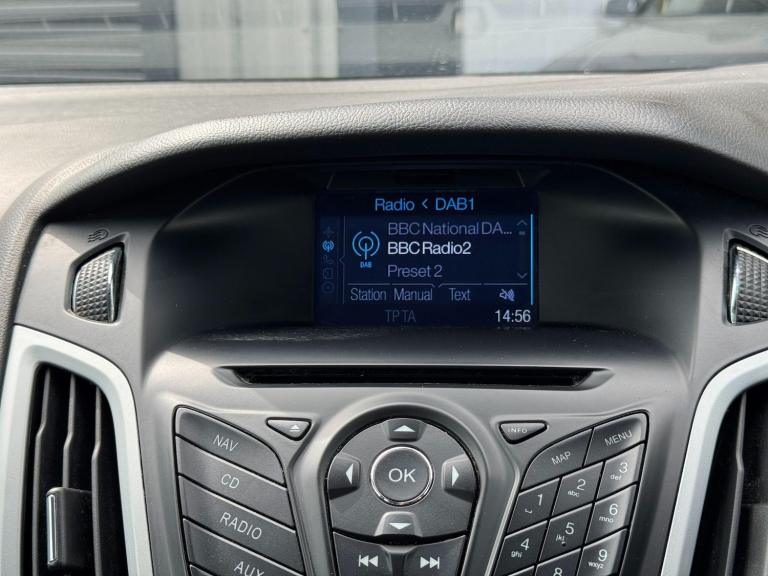 Radio < DAB1
BBC National DA...
BBC Radio2
DAB
Preset 2
Station Manual Text
TP TA 14:56
NAV
CD
RADIO
AUX
OK
INFO
MAP
MENU
1
2
abc
3
def
4
ghi
5
jkl
6
mno
8
9
wxyz